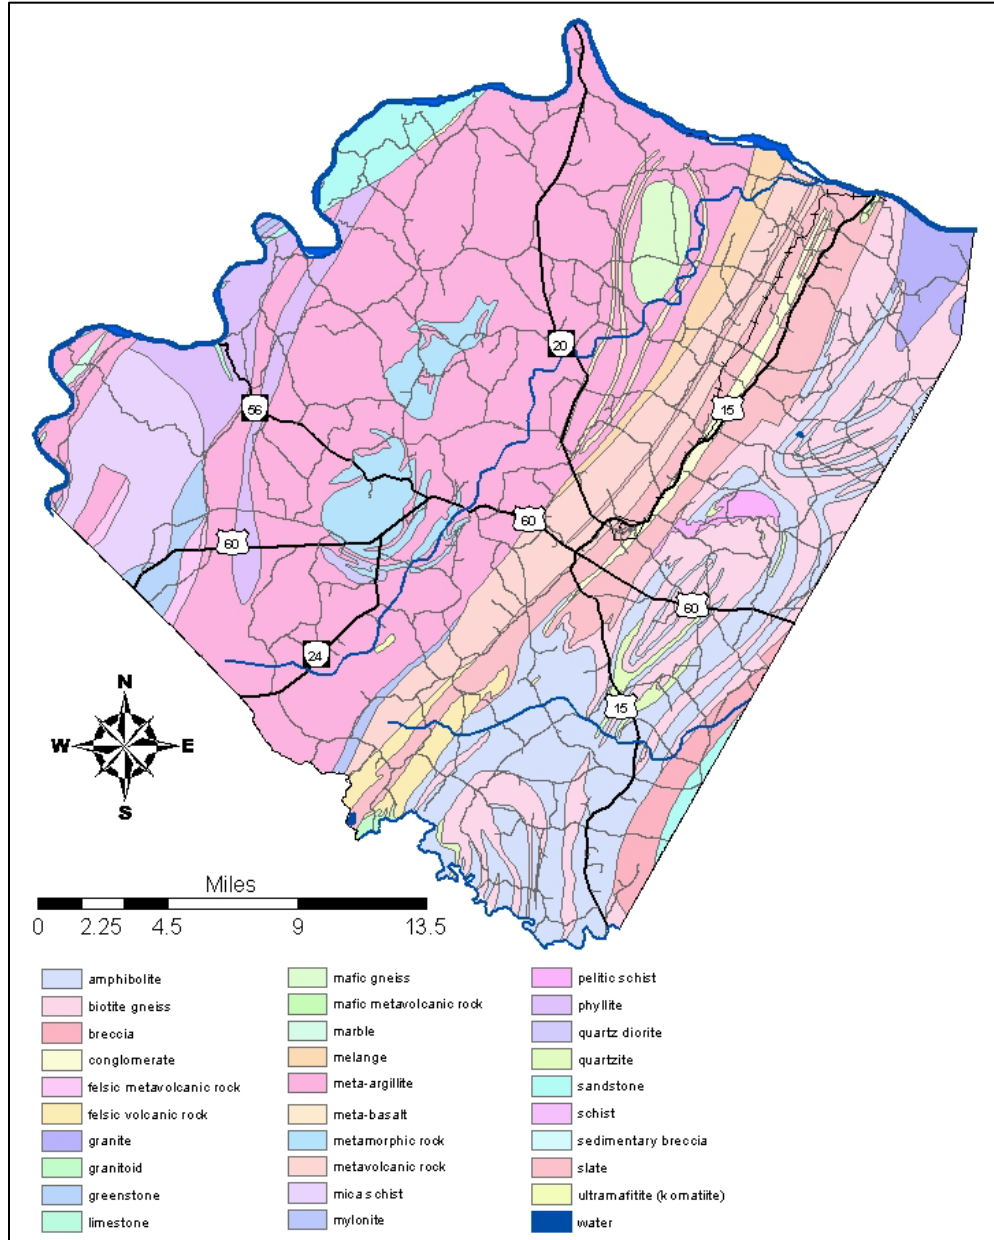 20
56
15
60
60
60
24
15
N
W E
S
Miles
0 2.25 4.5 9 13.5
amphibolite
biotite gneiss
breccia
conglomerate
felsic metavolcanic rock
felsic volcanic rock
granite
granitoid
greenstone
limestone
mafic gneiss
mafic metavolcanic rock
marble
melange
meta-argillite
meta-basalt
metamorphic rock
metavolcanic rock
mica schist
mylonite
pelitic schist
phyllite
quartz diorite
quartzite
sandstone
schist
sedimentary breccia
slate
ultramafitite (komatiite)
water